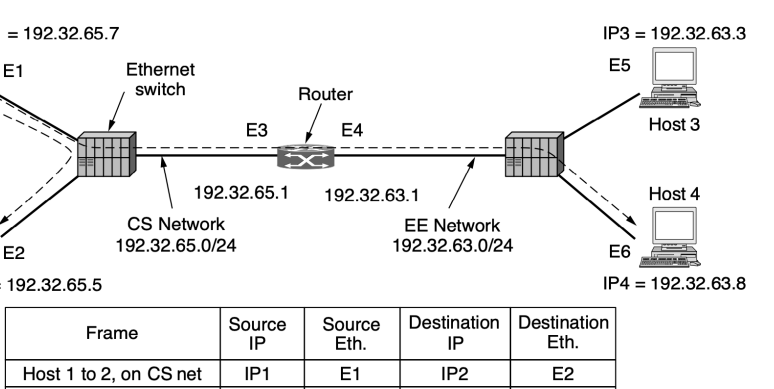 = 192.32.65.7
IP3 = 192.32.63.3
E1
Ethernet
switch
E5
Router
E3
E4
Host 3
192.32.65.1
192.32.63.1
Host 4
CS Network
192.32.65.0/24
EE Network
192.32.63.0/24
E2
E6
= 192.32.65.5
IP4 = 192.32.63.8
Frame
Source
IP
Source
Eth.
Destination
IP
Destination
Eth.
Host 1 to 2, on CS net IP1 E1 IP2 E2